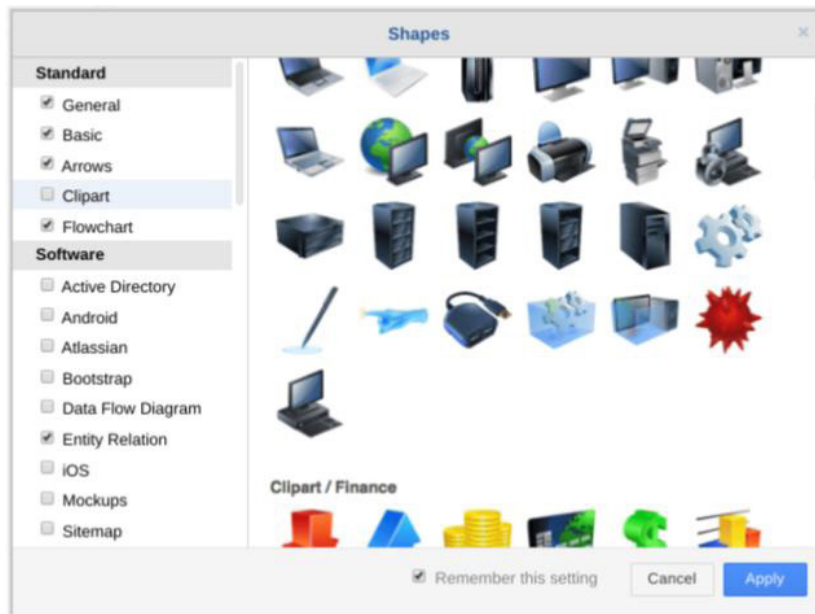 Shapes
Standard
General
Basic
Arrows
Clipart
Flowchart
Software
Active Directory
Android
Atlassian
Bootstrap
Data Flow Diagram
Entity Relation
iOS
Mockups
Sitemap
Clipart / Finance
Remember this setting
Cancel
Apply